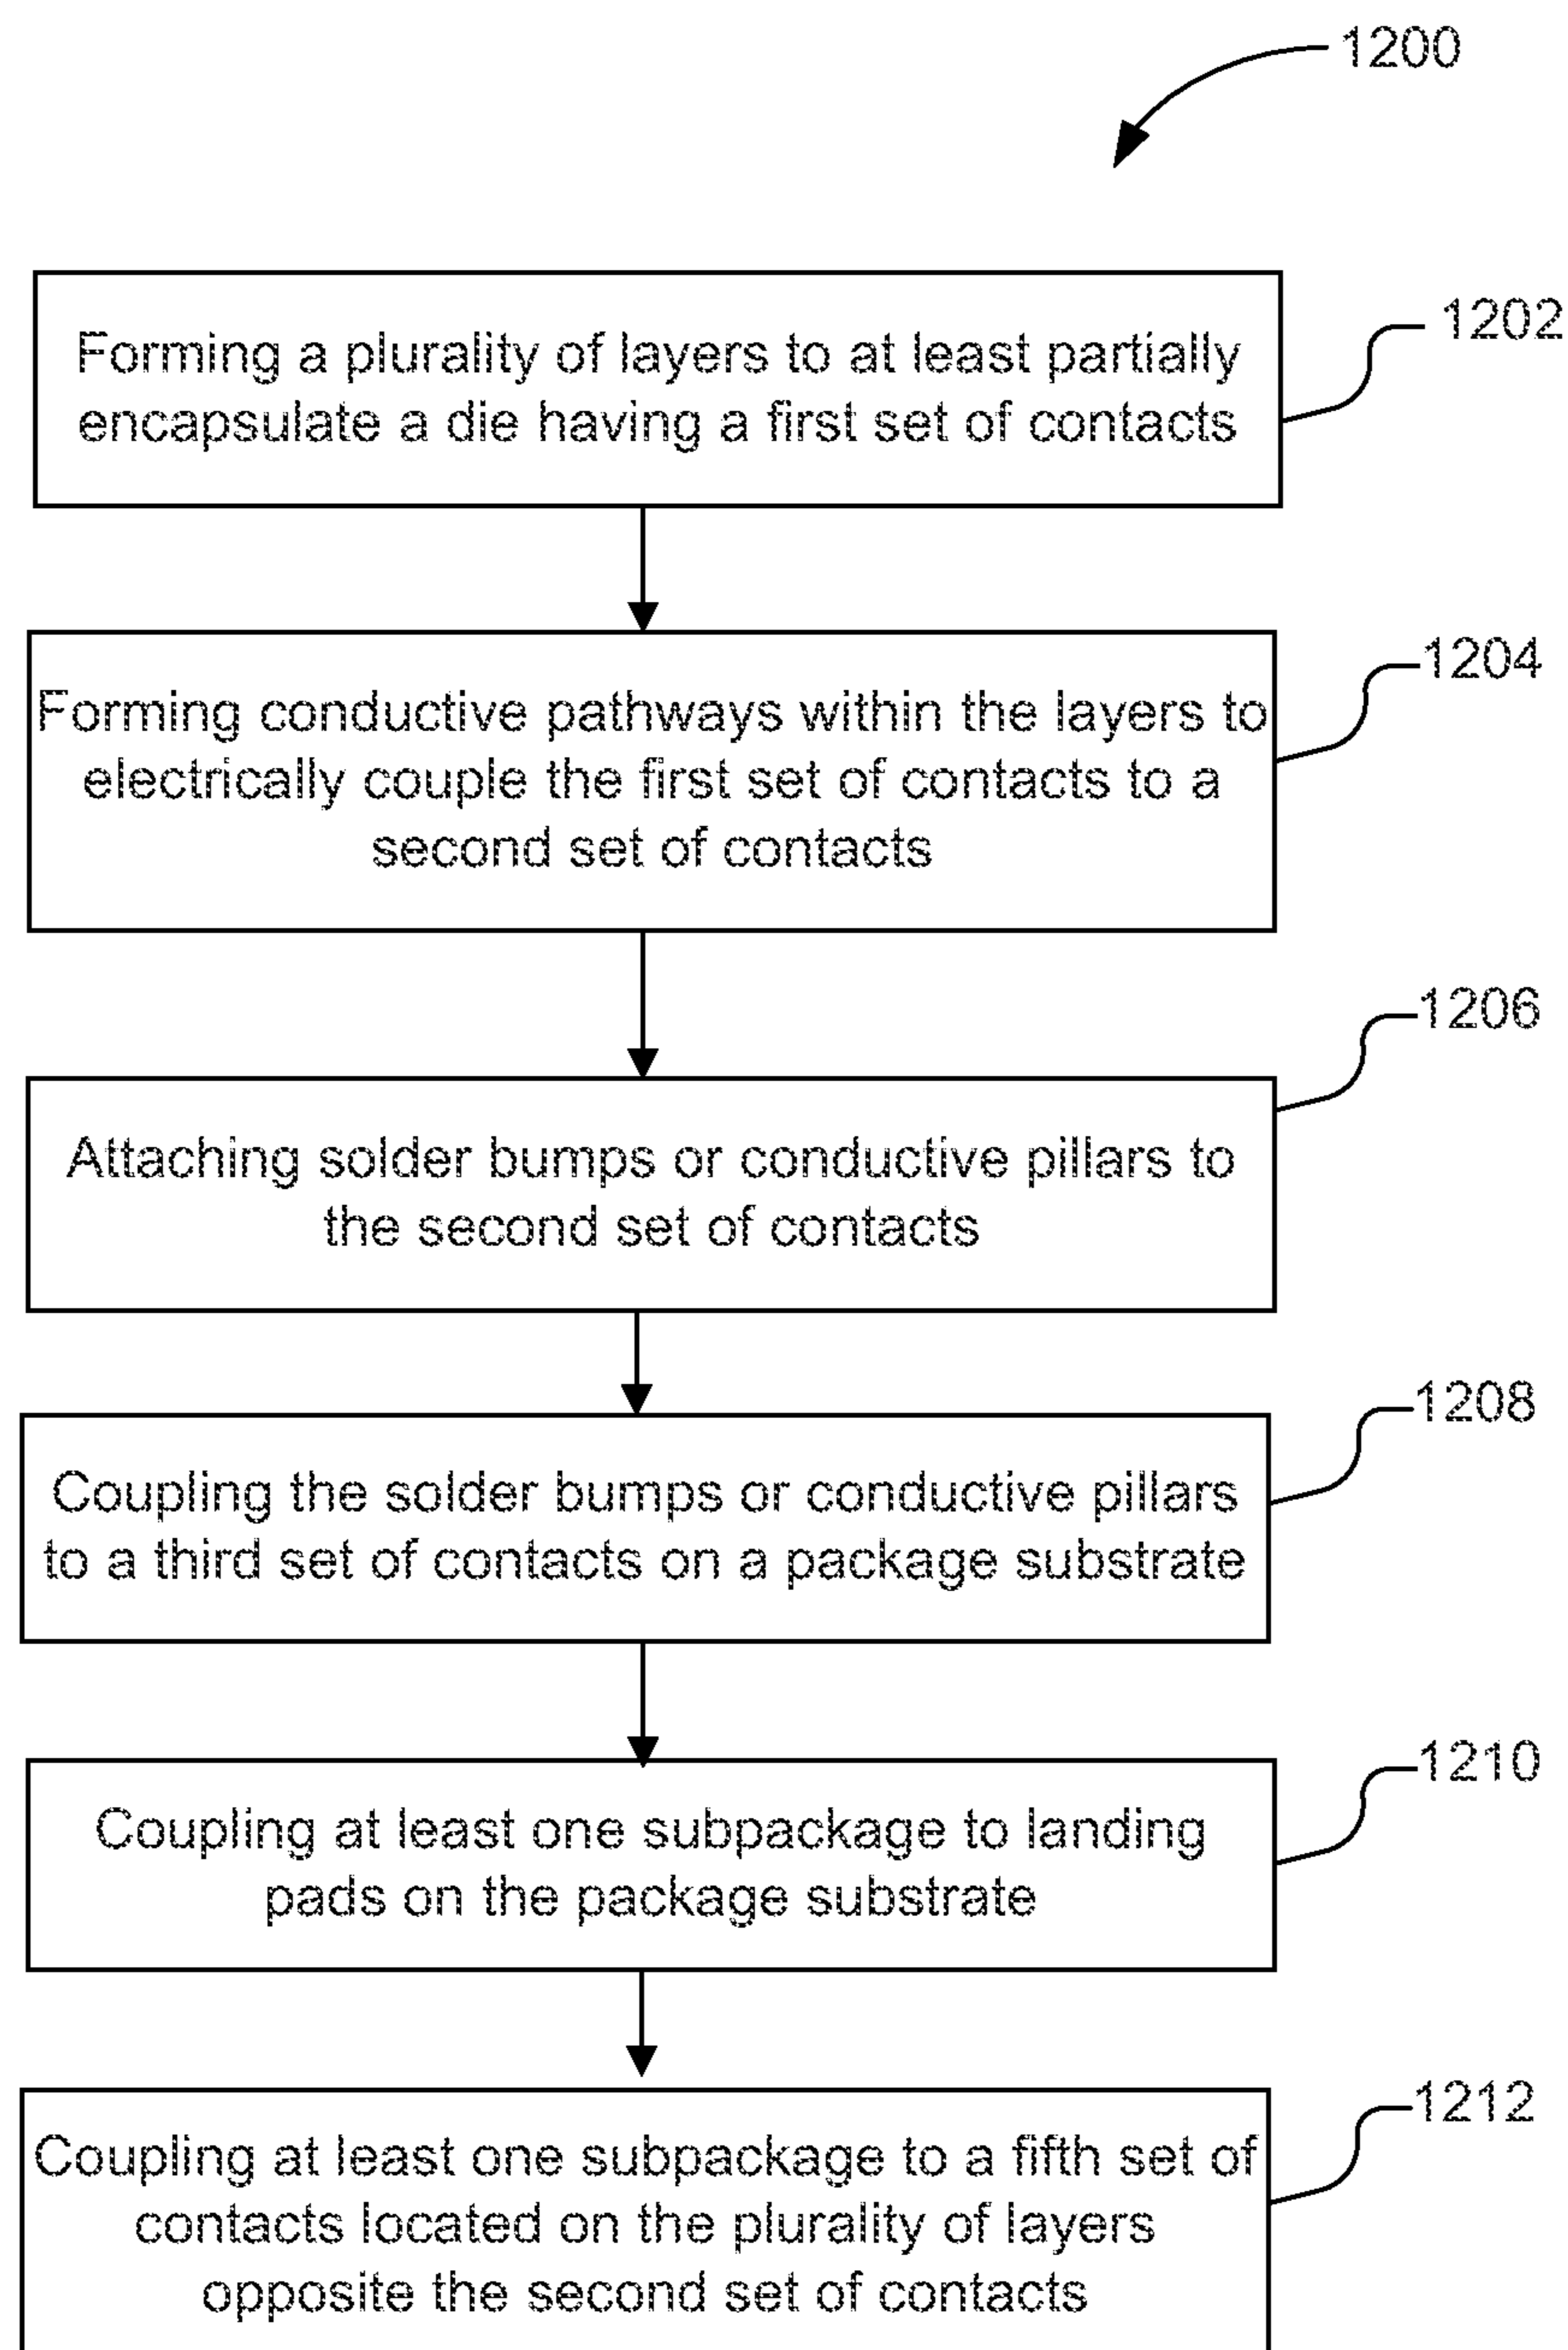 1200
Forming a plurality of layers to at least partially
encapsulate a die having a first set of contacts
1202
Forming conductive pathways within the layers to
electrically couple the first set of contacts to a
second set of contacts
1204
Attaching solder bumps or conductive pillars to
the second set of contacts
1206
Coupling the solder bumps or conductive pillars
to a third set of contacts on a package substrate
1208
Coupling at least one subpackage to landing
pads on the package substrate
1210
Coupling at least one subpackage to a fifth set of
contacts located on the plurality of layers
opposite the second set of contacts
1212